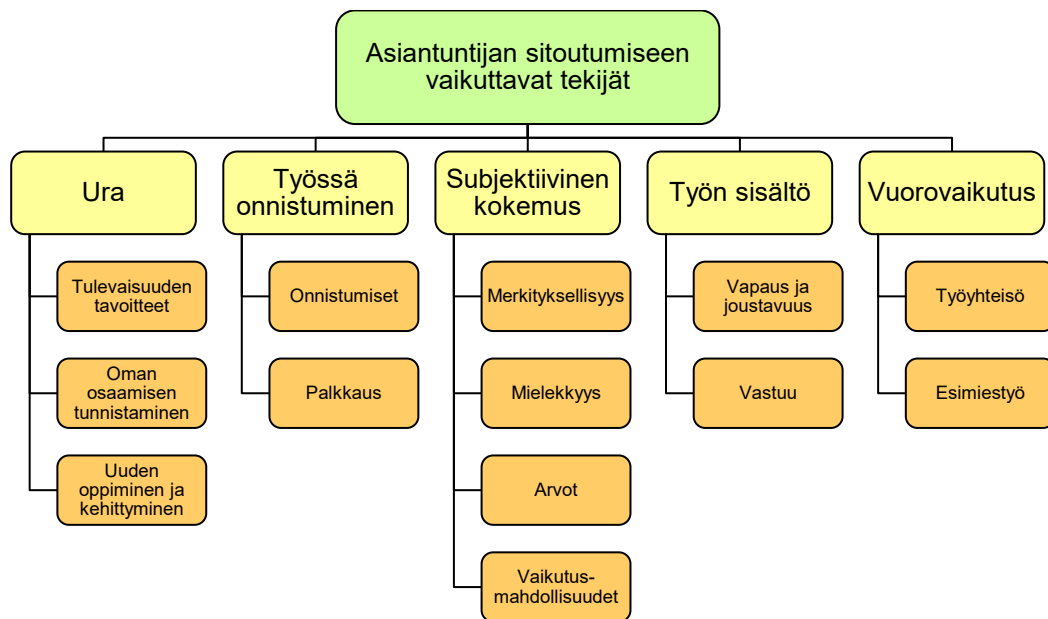 Asiantuntijan sitoutumiseen
vaikuttavat tekijät
Ura
Tulevaisuuden
tavoitteet
Oman
osaamisen
tunnistaminen
Uuden
oppiminen ja
kehittyminen
Työssä
onnistuminen
Onnistumiset
Palkkaus
Subjektiivinen
kokemus
Merkityksellisyys
Mielekkyys
Arvot
Vaikutus-
mahdollisuudet
Työn sisältö
Vapaus ja
joustavuus
Vastuu
Vuorovaikutus
Työyhteisö
Esimiestyö